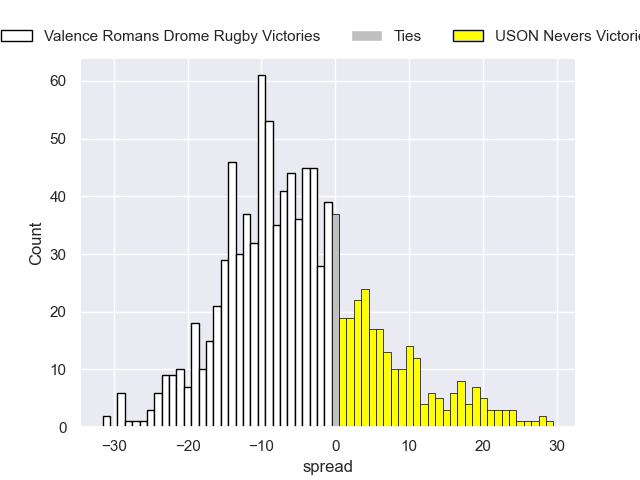 Valence Romans Drome Rugby Victories Ties USON Nevers Victorie
60
50
40
30
20
10
0
Count
−30 −20 −10 0 10 20 30
spread